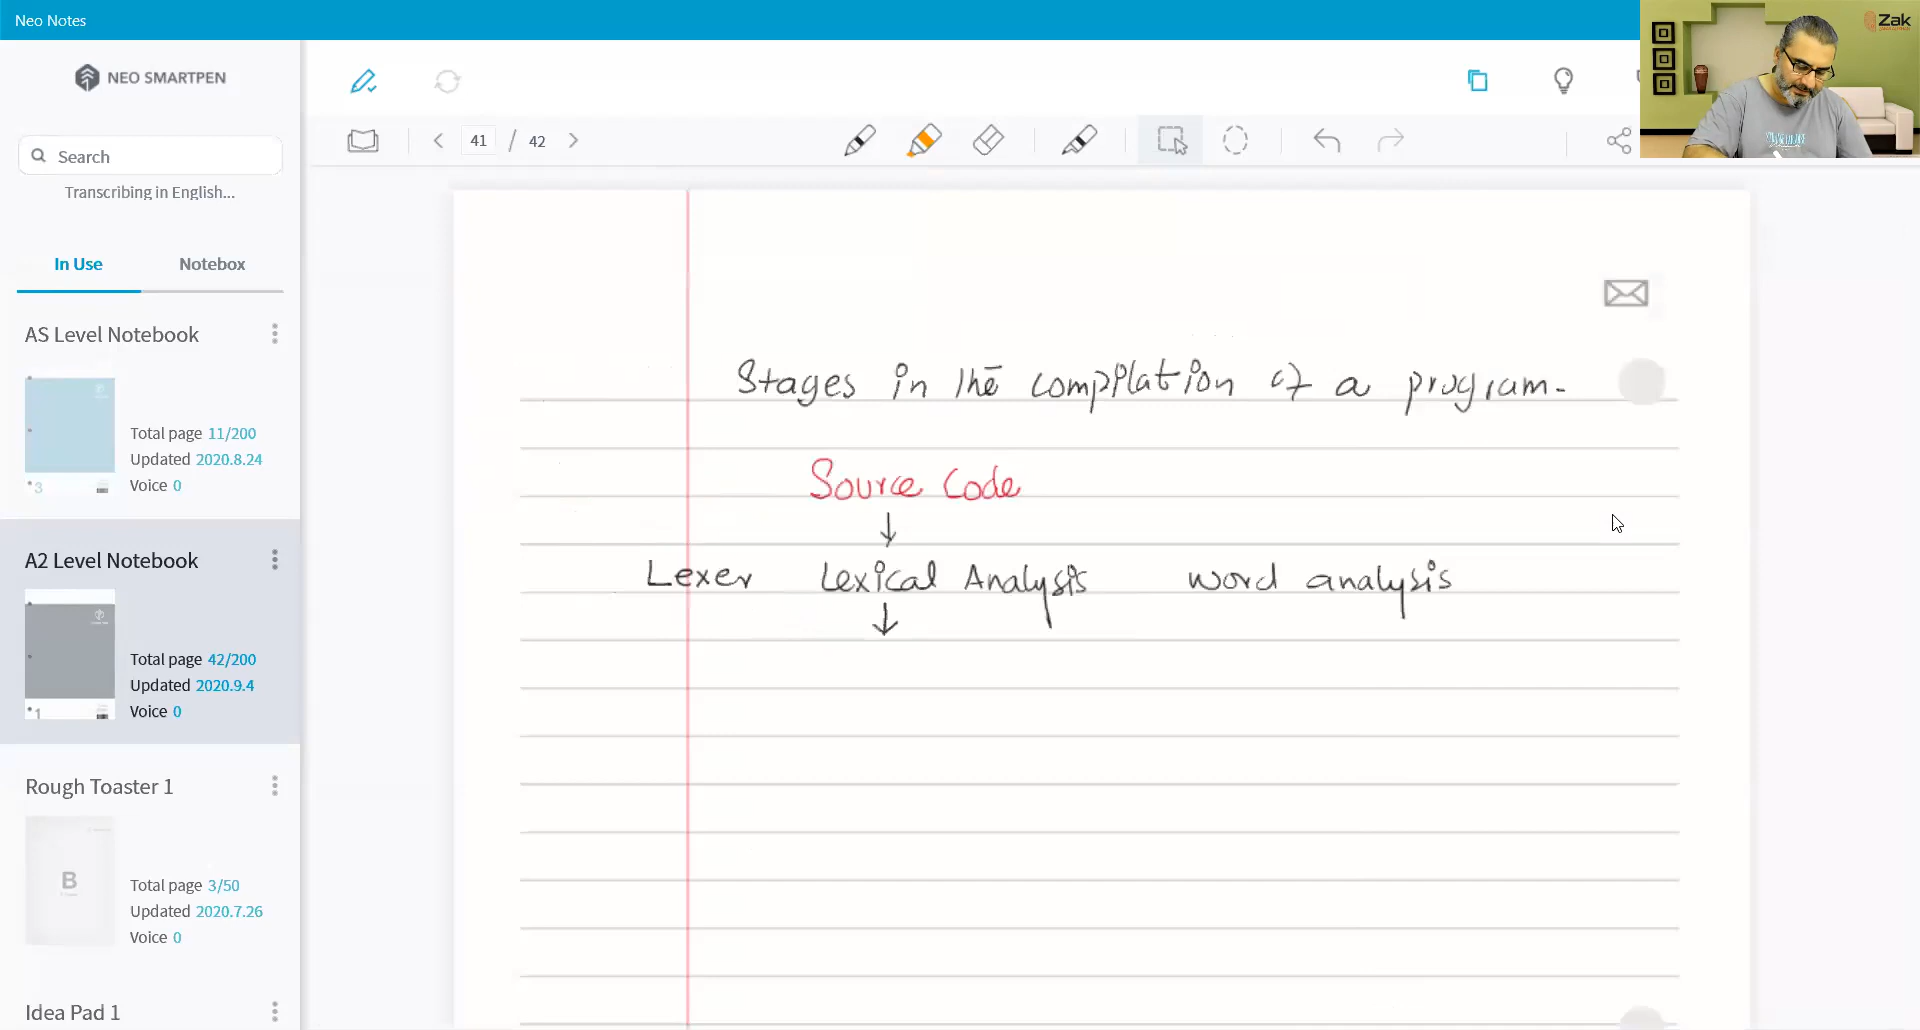 Neo Notes
Zak
NEO SMARTPEN
Search
Transcribing in English...
In Use
Notebox
41 / 42
AS Level Notebook
Total page 11/200
Updated 2020.8.24
Voice 0
3
A2 Level Notebook
Total page 42/200
Updated 2020.9.4
Voice 0
1
Rough Toaster 1
B
Total page 3/50
Updated 2020.7.26
Voice 0
Idea Pad 1
Stages in the compilation of a program.
Source Code
↓
Lexer Lexical Analysis word analysis
↓